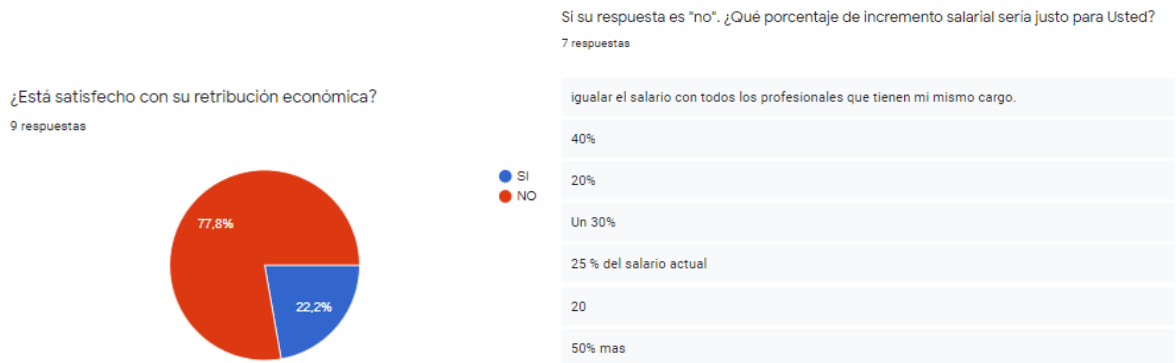 ¿Está satisfecho con su retribución económica?
9 respuestas
SI
NO
77,8%
22,2%
Si su respuesta es "no". ¿Qué porcentaje de incremento salarial sería justo para Usted?
7 respuestas
igualar el salario con todos los profesionales que tienen mi mismo cargo.
40%
20%
Un 30%
25 % del salario actual
20
50% mas